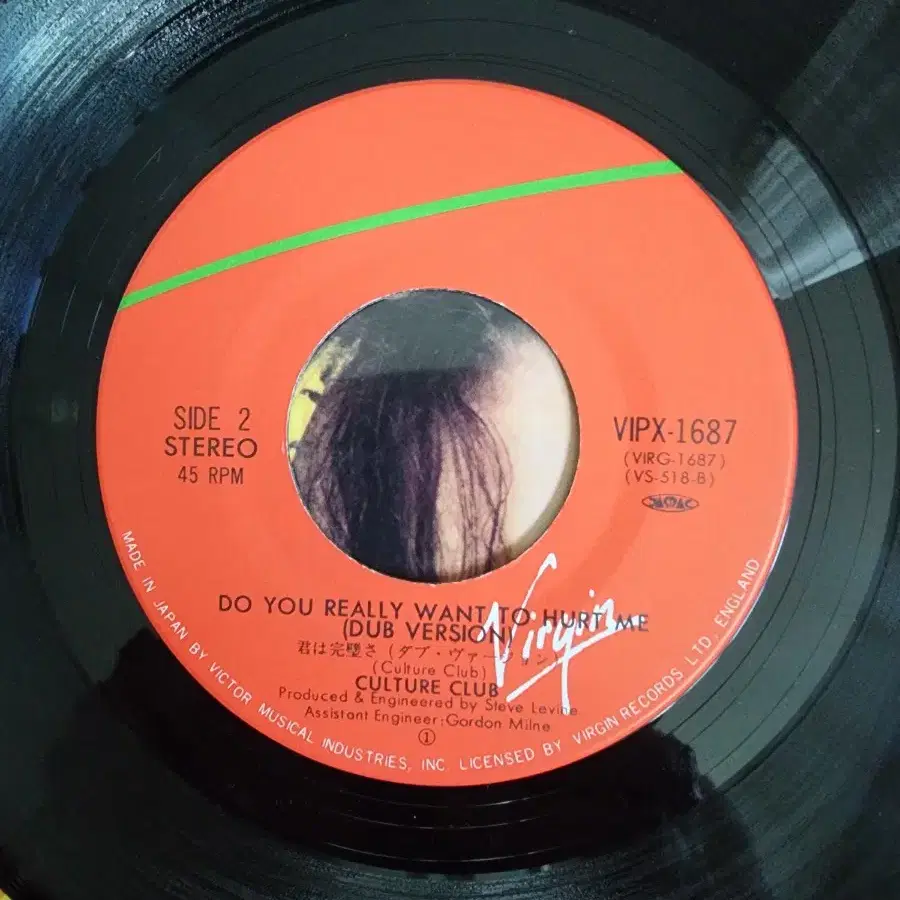 SIDE 2
STEREO
45 RPM
VIPX-1687
(VIRG-1687)
(VS-518-B)
JASRAC
DO YOU REALLY WANT TO HURT ME
(DUB VERSION)
君は完璧さ (ダブ・ヴァージョン)
(Culture Club)
CULTURE CLUB
Produced & Engineered by Steve Levine
Assistant Engineer: Gordon Milne
①
Virgin
MADE IN JAPAN BY VICTOR MUSICAL INDUSTRIES, INC. LICENSED BY VIRGIN RECORDS LTD. ENGLAND